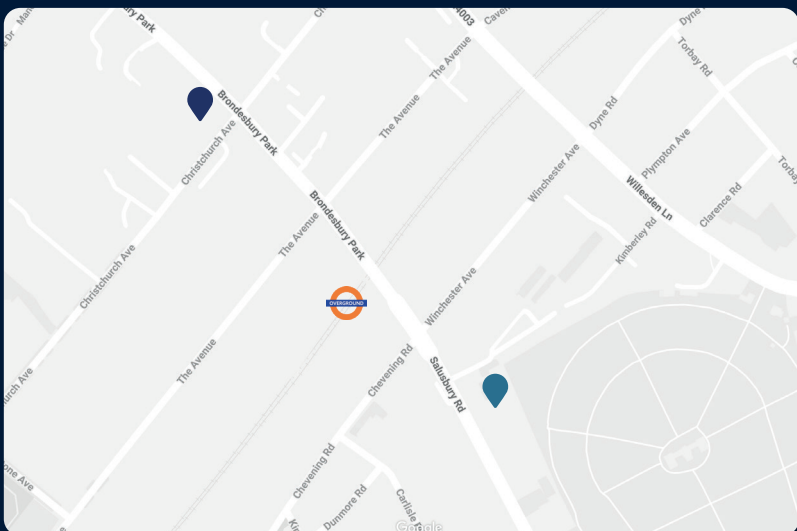 Brondesbury Park
Christchurch Ave
The Avenue
The Avenue
Dyne Rd
Torbay Rd
Plympton Ave
Winchester Ave
Willesden Ln
Clarence Rd
Kimberley Rd
Brondesbury Park
The Avenue
Christchurch Ave
OVERGROUND
Winchester Ave
The Avenue
Chevening Rd
Salusbury Rd
Chevening Rd
Dunmore Rd
Carlisle
Google